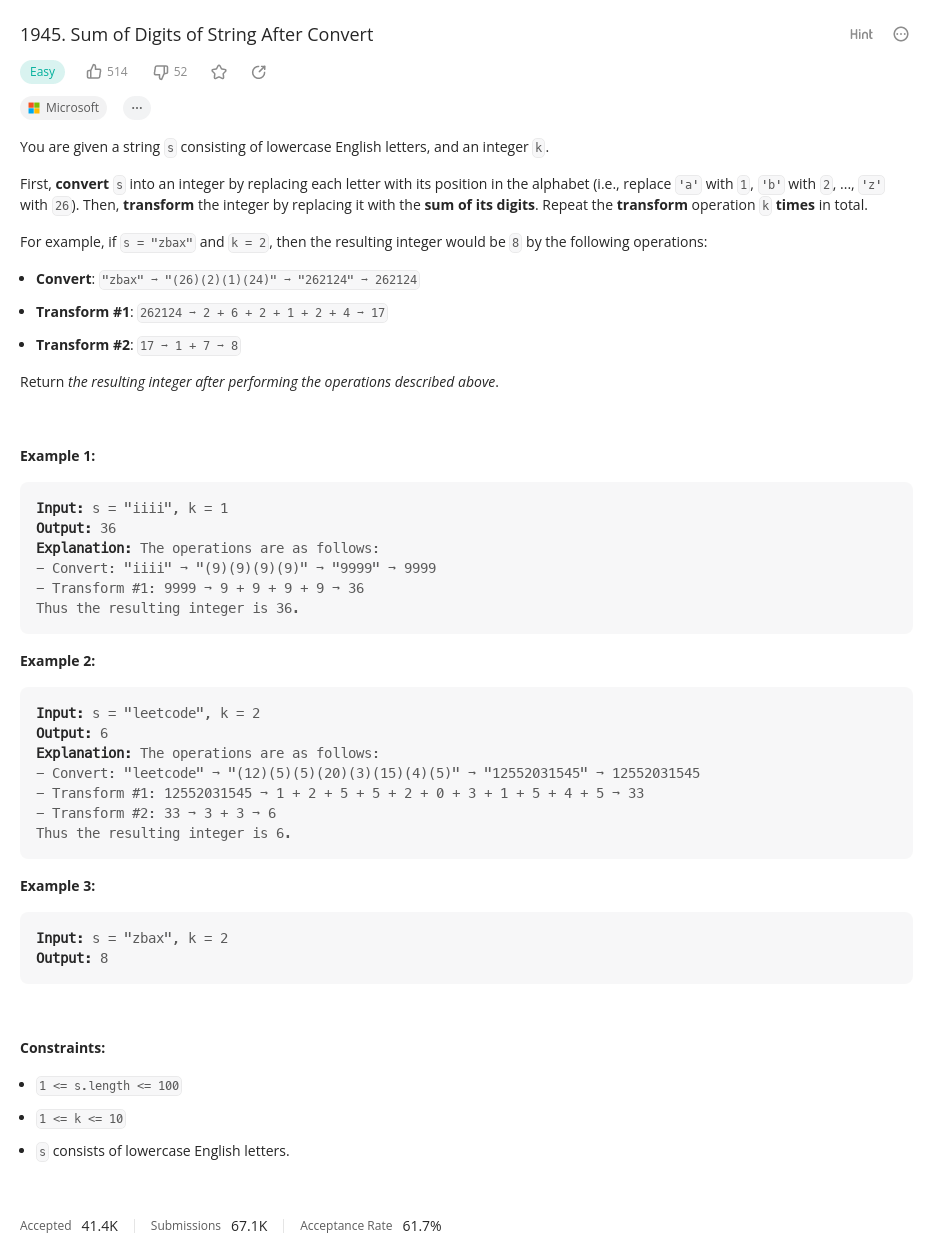 1945. Sum of Digits of String After Convert
Hint
Easy 514 52
Microsoft ...
You are given a string s consisting of lowercase English letters, and an integer k.
First, convert s into an integer by replacing each letter with its position in the alphabet (i.e., replace 'a' with 1, 'b' with 2, ..., 'z'
with 26). Then, transform the integer by replacing it with the sum of its digits. Repeat the transform operation k times in total.
For example, if s = "zbax" and k = 2, then the resulting integer would be 8 by the following operations:
• Convert: "zbax" → "(26)(2)(1)(24)" → "262124" → 262124
• Transform #1: 262124 → 2 + 6 + 2 + 1 + 2 + 4 → 17
• Transform #2: 17 → 1 + 7 → 8
Return the resulting integer after performing the operations described above.
Example 1:
Input: s = "iiii", k = 1
Output: 36
Explanation: The operations are as follows:
- Convert: "iiii" → "(9)(9)(9)(9)" → "9999" → 9999
- Transform #1: 9999 → 9 + 9 + 9 + 9 → 36
Thus the resulting integer is 36.
Example 2:
Input: s = "leetcode", k = 2
Output: 6
Explanation: The operations are as follows:
- Convert: "leetcode" → "(12)(5)(5)(20)(3)(15)(4)(5)" → "12552031545" → 12552031545
- Transform #1: 12552031545 → 1 + 2 + 5 + 5 + 2 + 0 + 3 + 1 + 5 + 4 + 5 → 33
- Transform #2: 33 → 3 + 3 → 6
Thus the resulting integer is 6.
Example 3:
Input: s = "zbax", k = 2
Output: 8
Constraints:
• 1 <= s.length <= 100
• 1 <= k <= 10
• s consists of lowercase English letters.
Accepted 41.4K Submissions 67.1K Acceptance Rate 61.7%